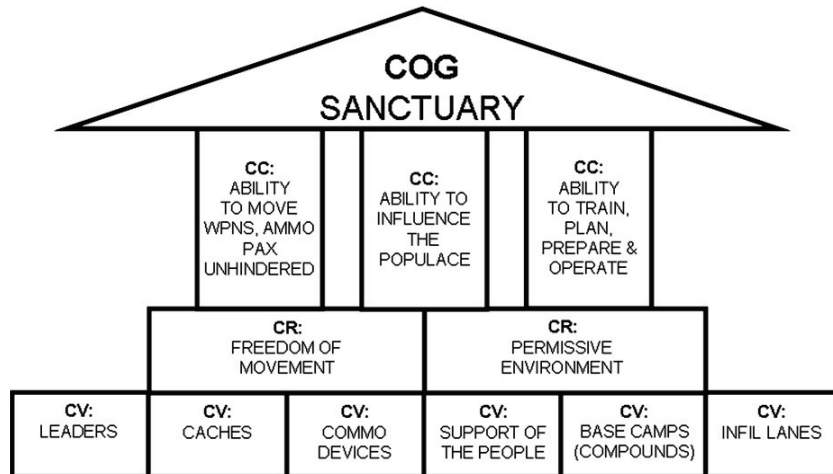 COG
SANCTUARY
CC:
ABILITY
TO MOVE
WPNS, AMMO
PAX
UNHINDERED
CC:
ABILITY TO
INFLUENCE
THE
POPULACE
CC:
ABILITY
TO TRAIN,
PLAN,
PREPARE &
OPERATE
CR:
FREEDOM OF
MOVEMENT
CR:
PERMISSIVE
ENVIRONMENT
CV:
LEADERS
CV:
CACHES
CV:
COMMO
DEVICES
CV:
SUPPORT OF
THE PEOPLE
CV:
BASE CAMPS
(COMPOUNDS)
CV:
INFIL LANES